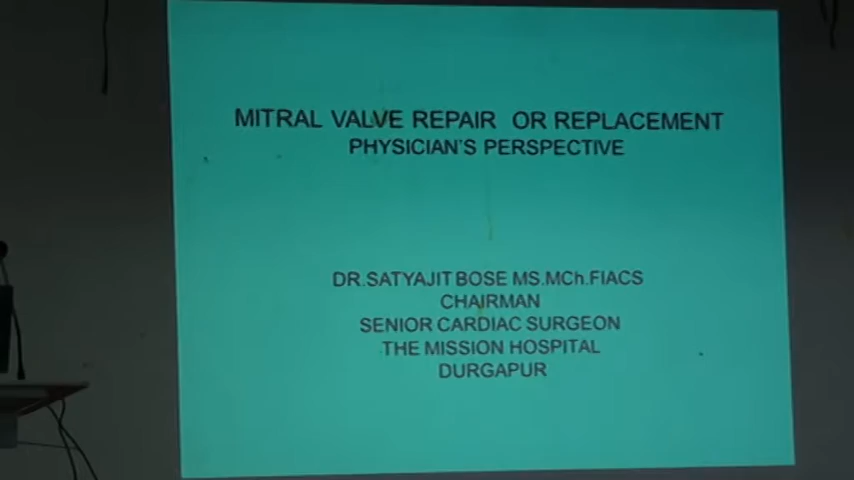 MITRAL VALVE REPAIR OR REPLACEMENT
PHYSICIAN'S PERSPECTIVE
DR.SATYAJIT BOSE MS.MCh.FIACS
CHAIRMAN
SENIOR CARDIAC SURGEON
THE MISSION HOSPITAL
DURGAPUR